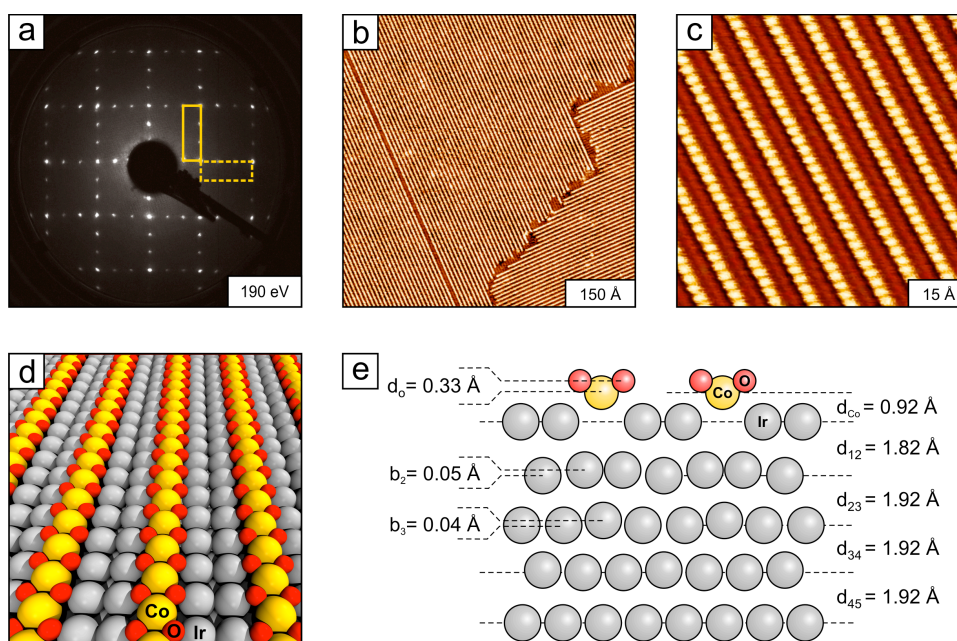 a
190 eV
b
150 Å
c
15 Å
d
Co
O
Ir
e
dₒ= 0.33 Å
b₂= 0.05 Å
b₃= 0.04 Å
Co
O
Ir
d_Co = 0.92 Å
d₁₂ = 1.82 Å
d₂₃ = 1.92 Å
d₃₄ = 1.92 Å
d₄₅ = 1.92 Å